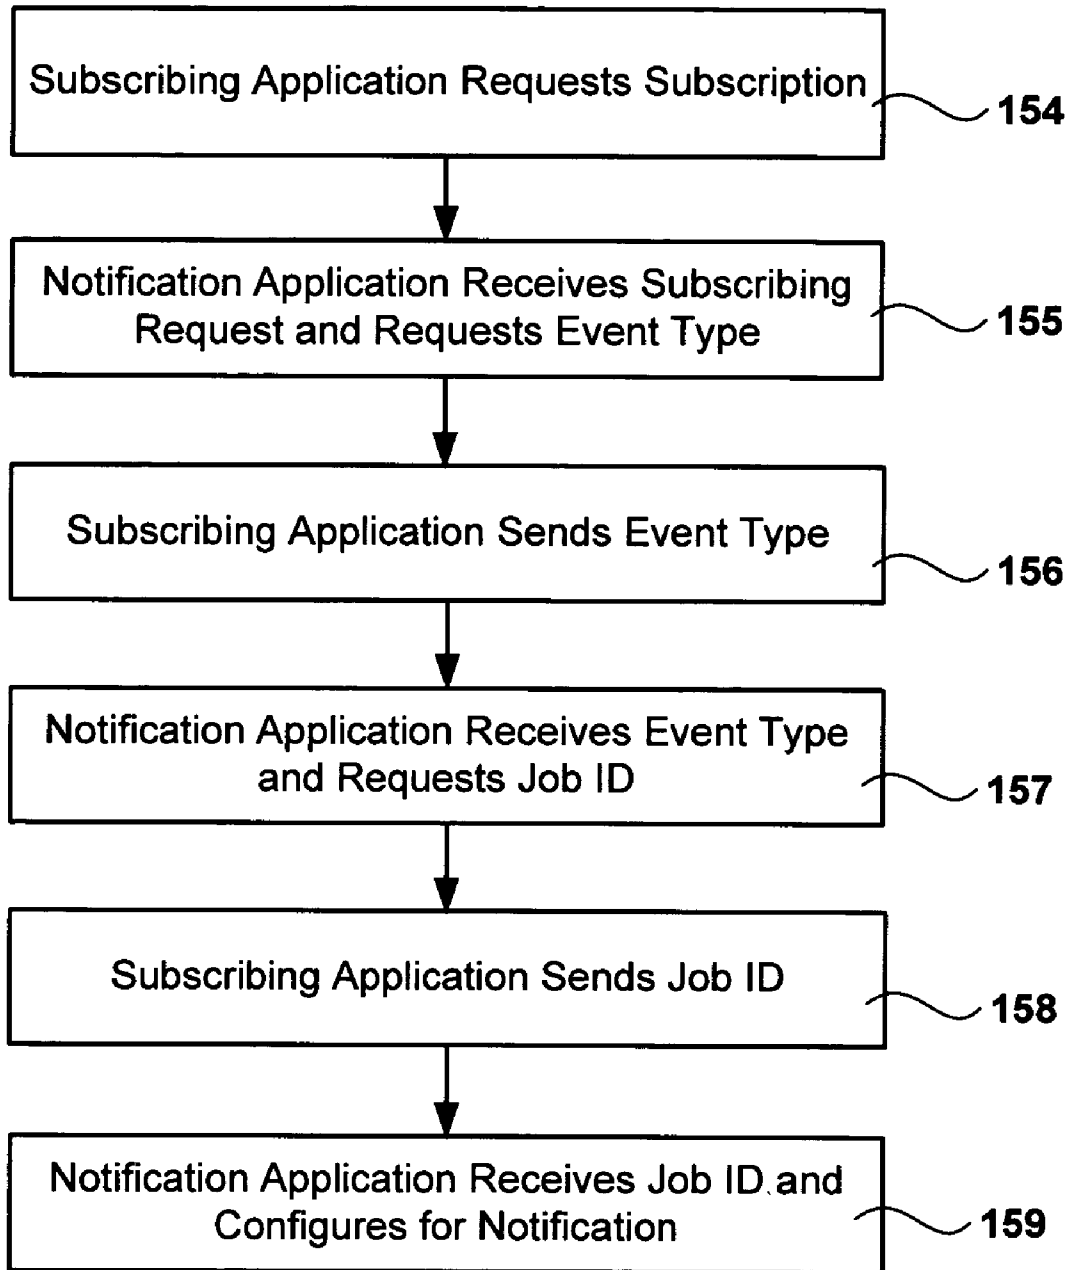 Subscribing Application Requests Subscription
154
Notification Application Receives Subscribing
Request and Requests Event Type
155
Subscribing Application Sends Event Type
156
Notification Application Receives Event Type
and Requests Job ID
157
Subscribing Application Sends Job ID
158
Notification Application Receives Job ID and
Configures for Notification
159